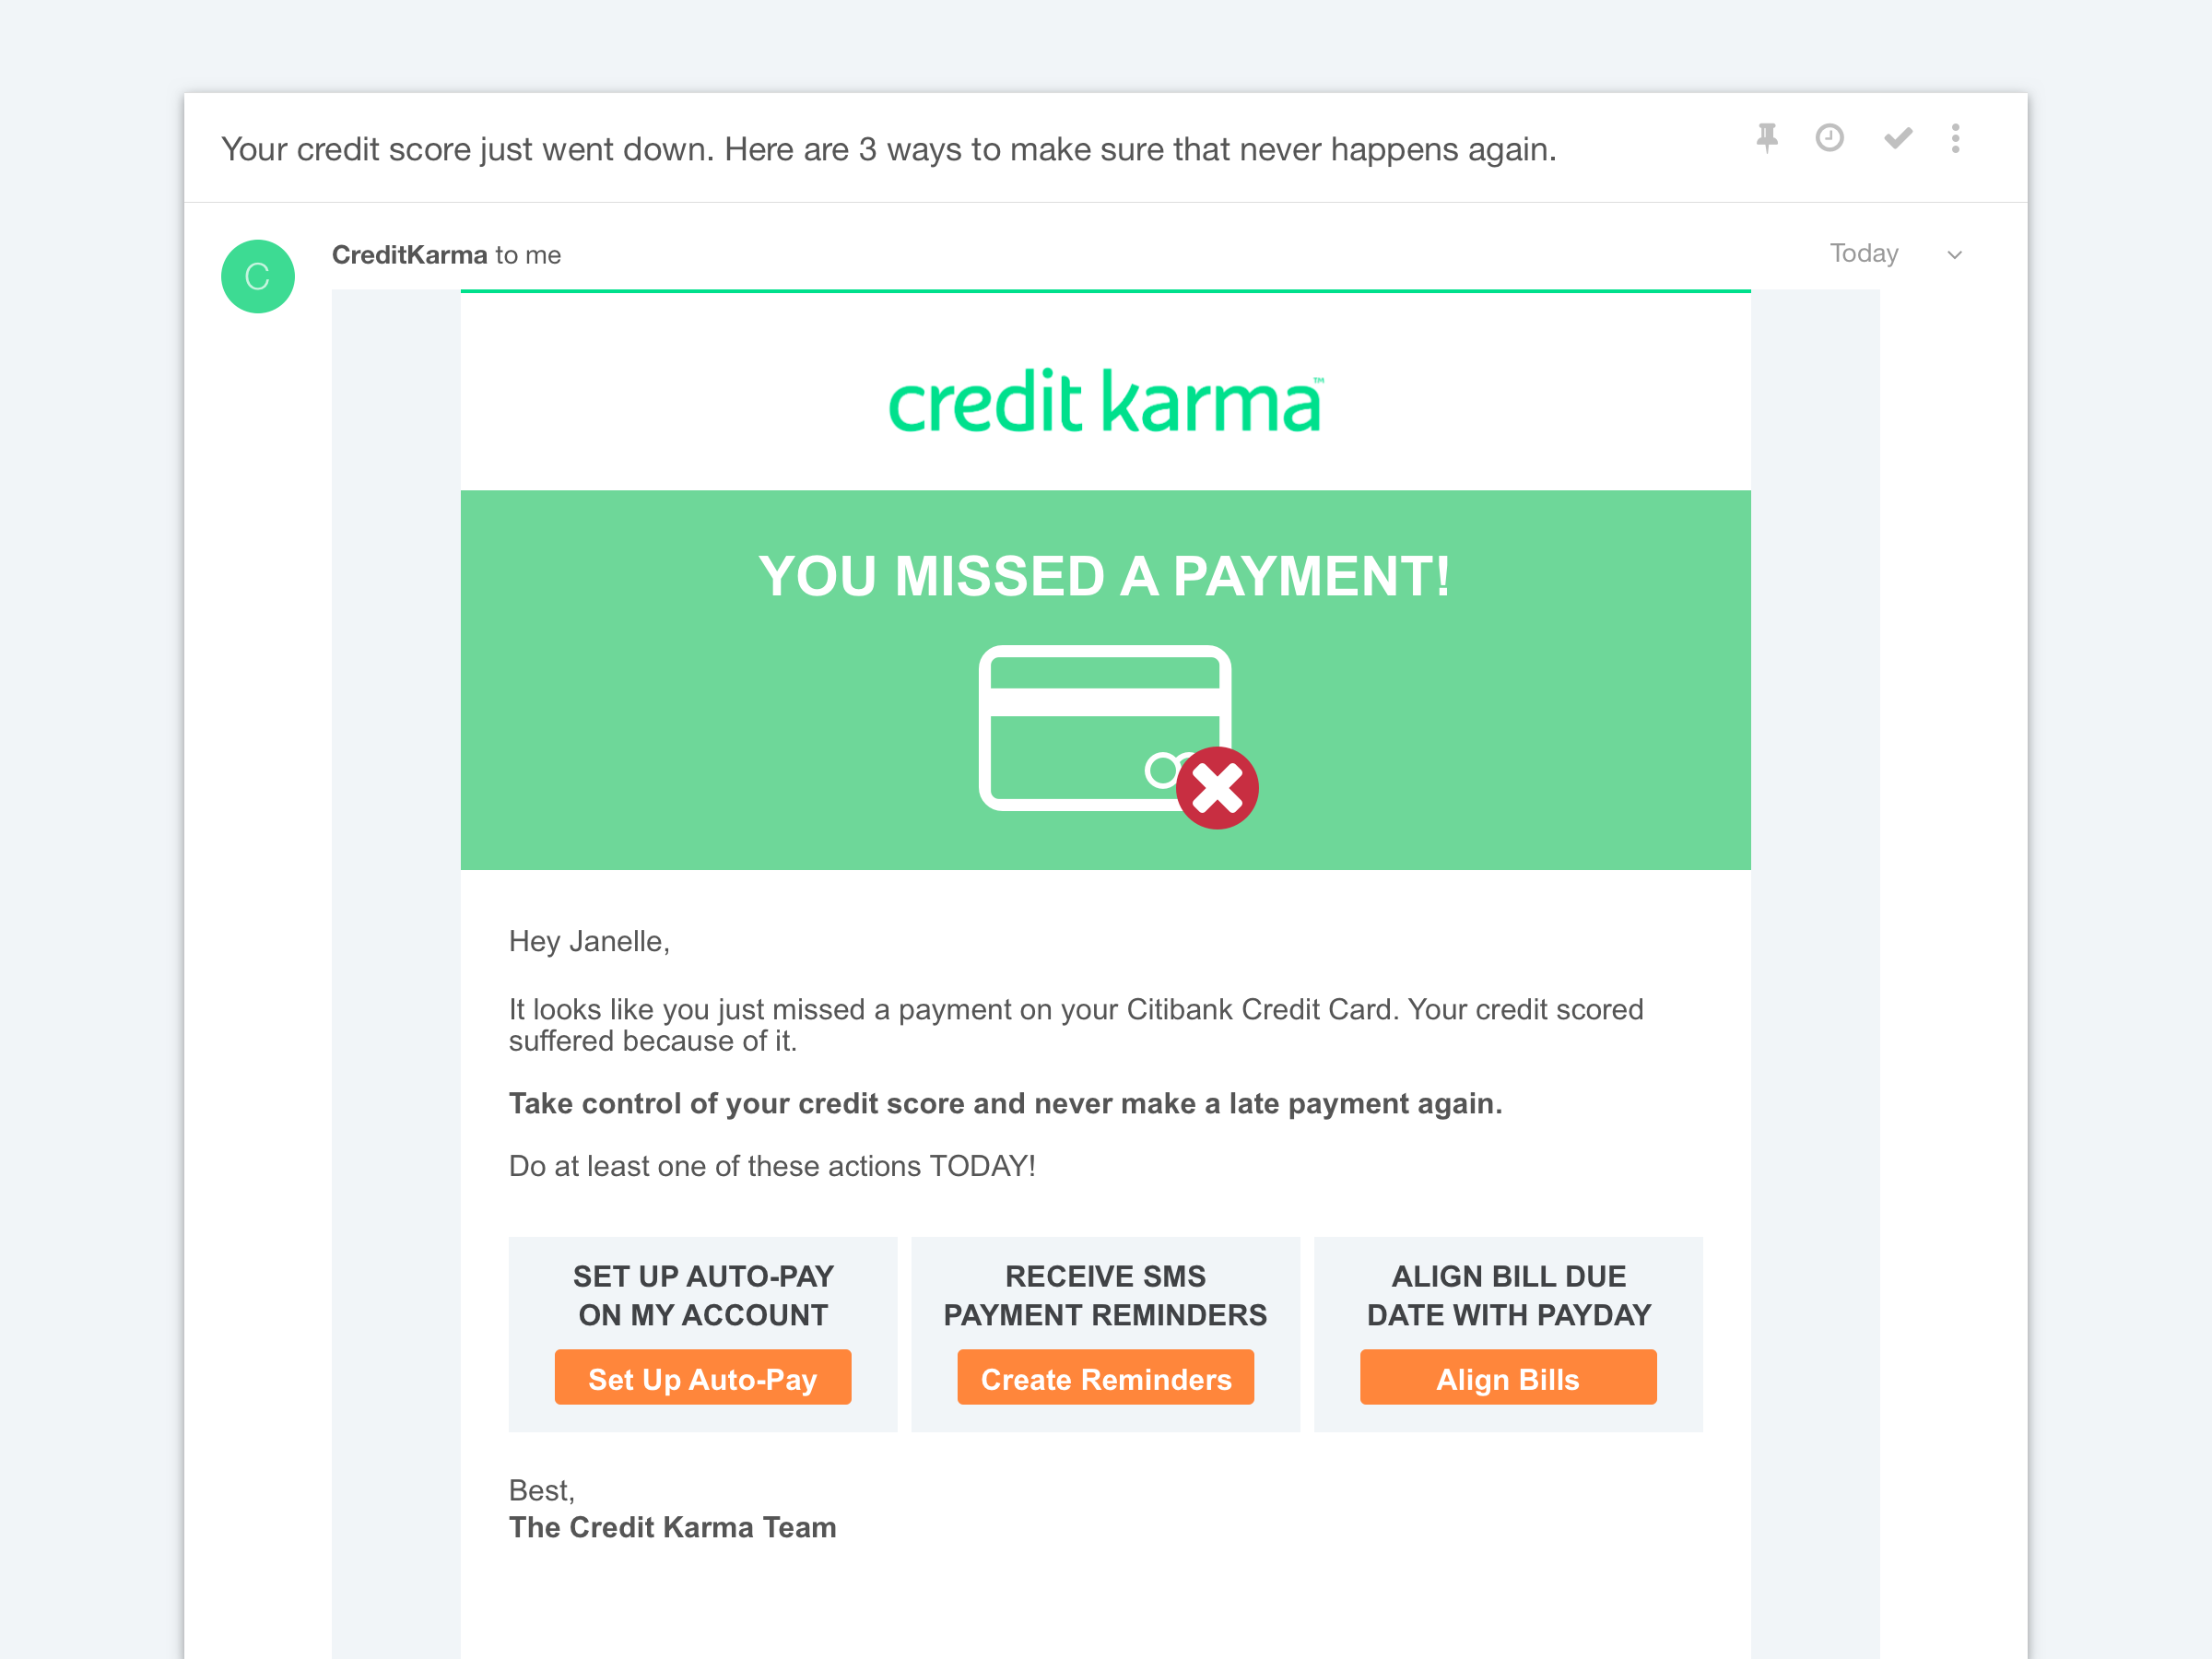 Your credit score just went down. Here are 3 ways to make sure that never happens again.
C
CreditKarma to me
Today
credit karma™
YOU MISSED A PAYMENT!
Hey Janelle,
It looks like you just missed a payment on your Citibank Credit Card. Your credit scored
suffered because of it.
Take control of your credit score and never make a late payment again.
Do at least one of these actions TODAY!
SET UP AUTO-PAY
ON MY ACCOUNT
Set Up Auto-Pay
RECEIVE SMS
PAYMENT REMINDERS
Create Reminders
ALIGN BILL DUE
DATE WITH PAYDAY
Align Bills
Best,
The Credit Karma Team